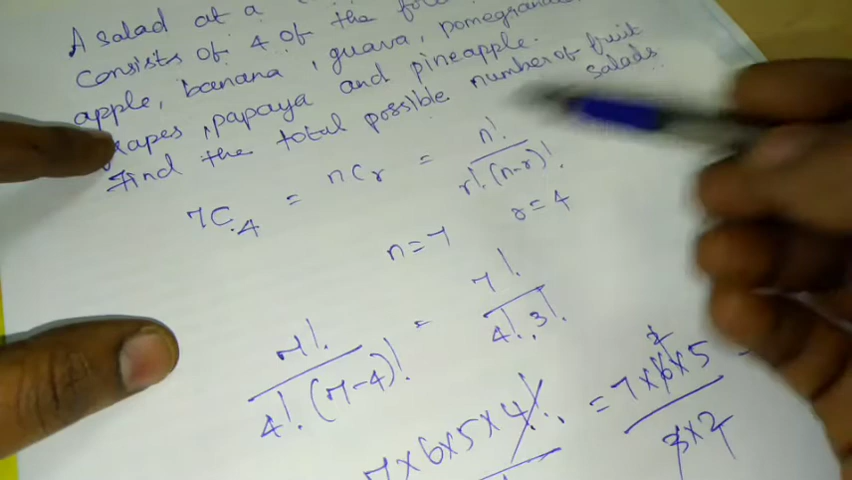 A salad at a
consists of 4 of the
apple, banana, guava,
papaya and pineapple.
Find the total possible number of fruit
salads
7C4 = nCr = n! / r!.(n-r)!.
n=7 r=4
7! / 4!.(7-4)! = 7! / 4!.3!.
7×6×5×4! = 7×6×5 / 3×2
2